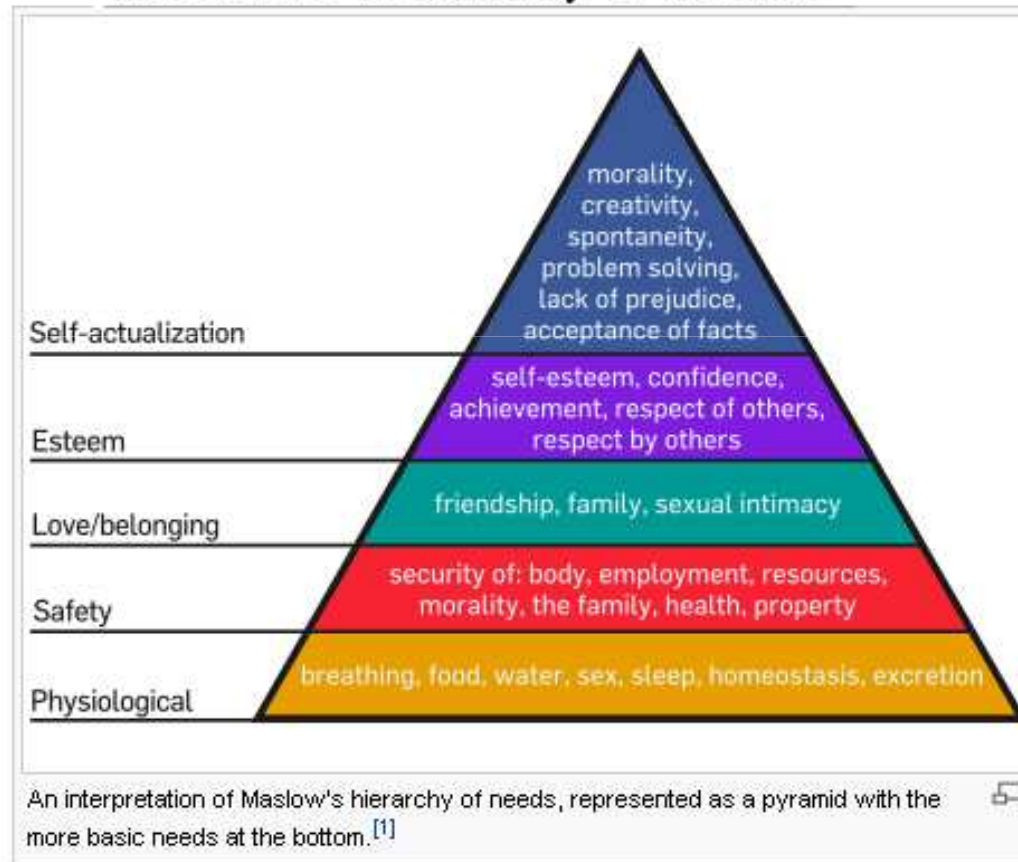 morality,
creativity,
spontaneity,
problem solving,
lack of prejudice,
acceptance of facts
Self-actualization
self-esteem, confidence,
achievement, respect of others,
respect by others
Esteem
friendship, family, sexual intimacy
Love/belonging
security of: body, employment, resources,
morality, the family, health, property
Safety
breathing, food, water, sex, sleep, homeostasis, excretion
Physiological
An interpretation of Maslow's hierarchy of needs, represented as a pyramid with the
more basic needs at the bottom.[1]